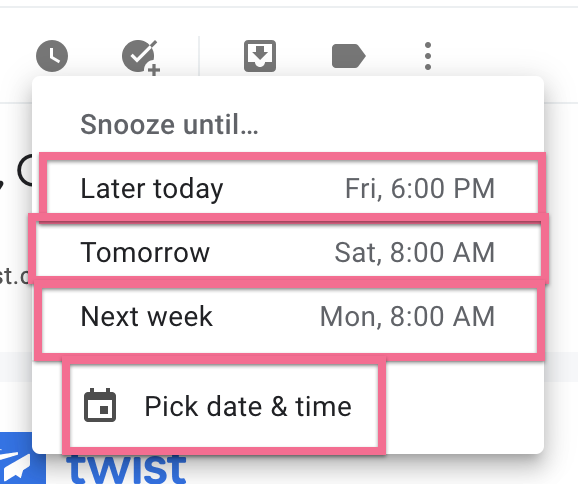 Snooze until…
Later today Fri, 6:00 PM
Tomorrow Sat, 8:00 AM
Next week Mon, 8:00 AM
Pick date & time
twist